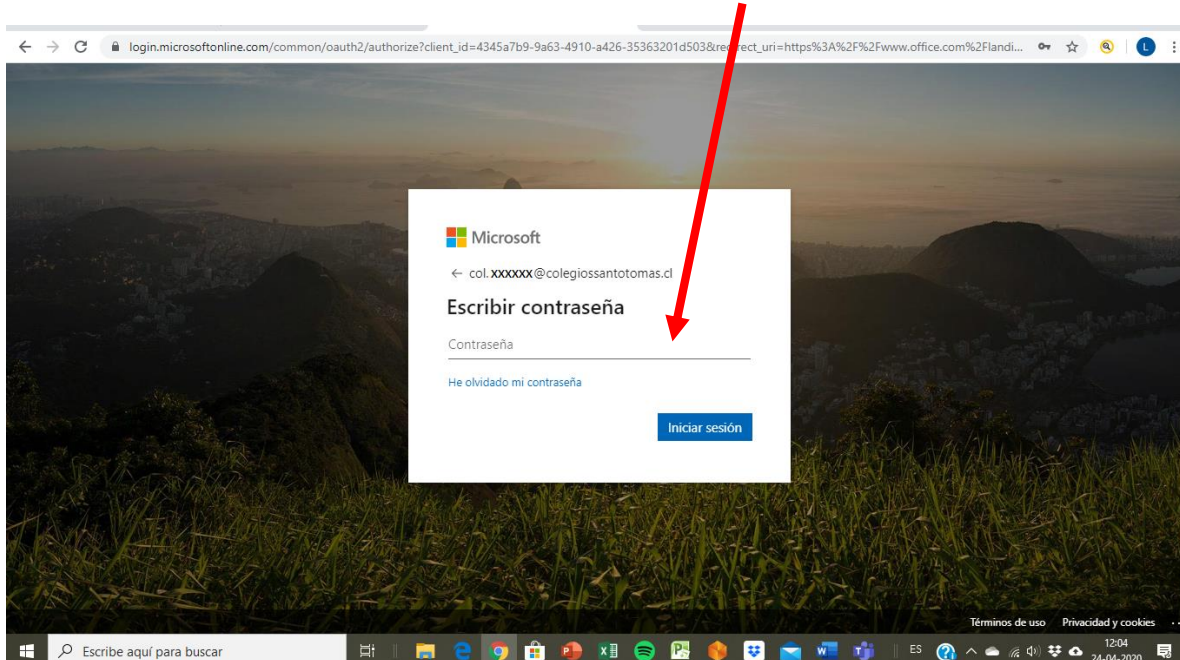 login.microsoftonline.com/common/oauth2/authorize?client_id=4345a7b9-9a63-4910-a426-35363201d503&redirect_uri=https%3A%2F%2Fwww.office.com%2Flandi...
L
Microsoft
← col.xxxxxx@colegiossantotomas.cl
Escribir contraseña
Contraseña
He olvidado mi contraseña
Iniciar sesión
Términos de uso Privacidad y cookies ...
Escribe aquí para buscar
ES
12:04
24-04-2020